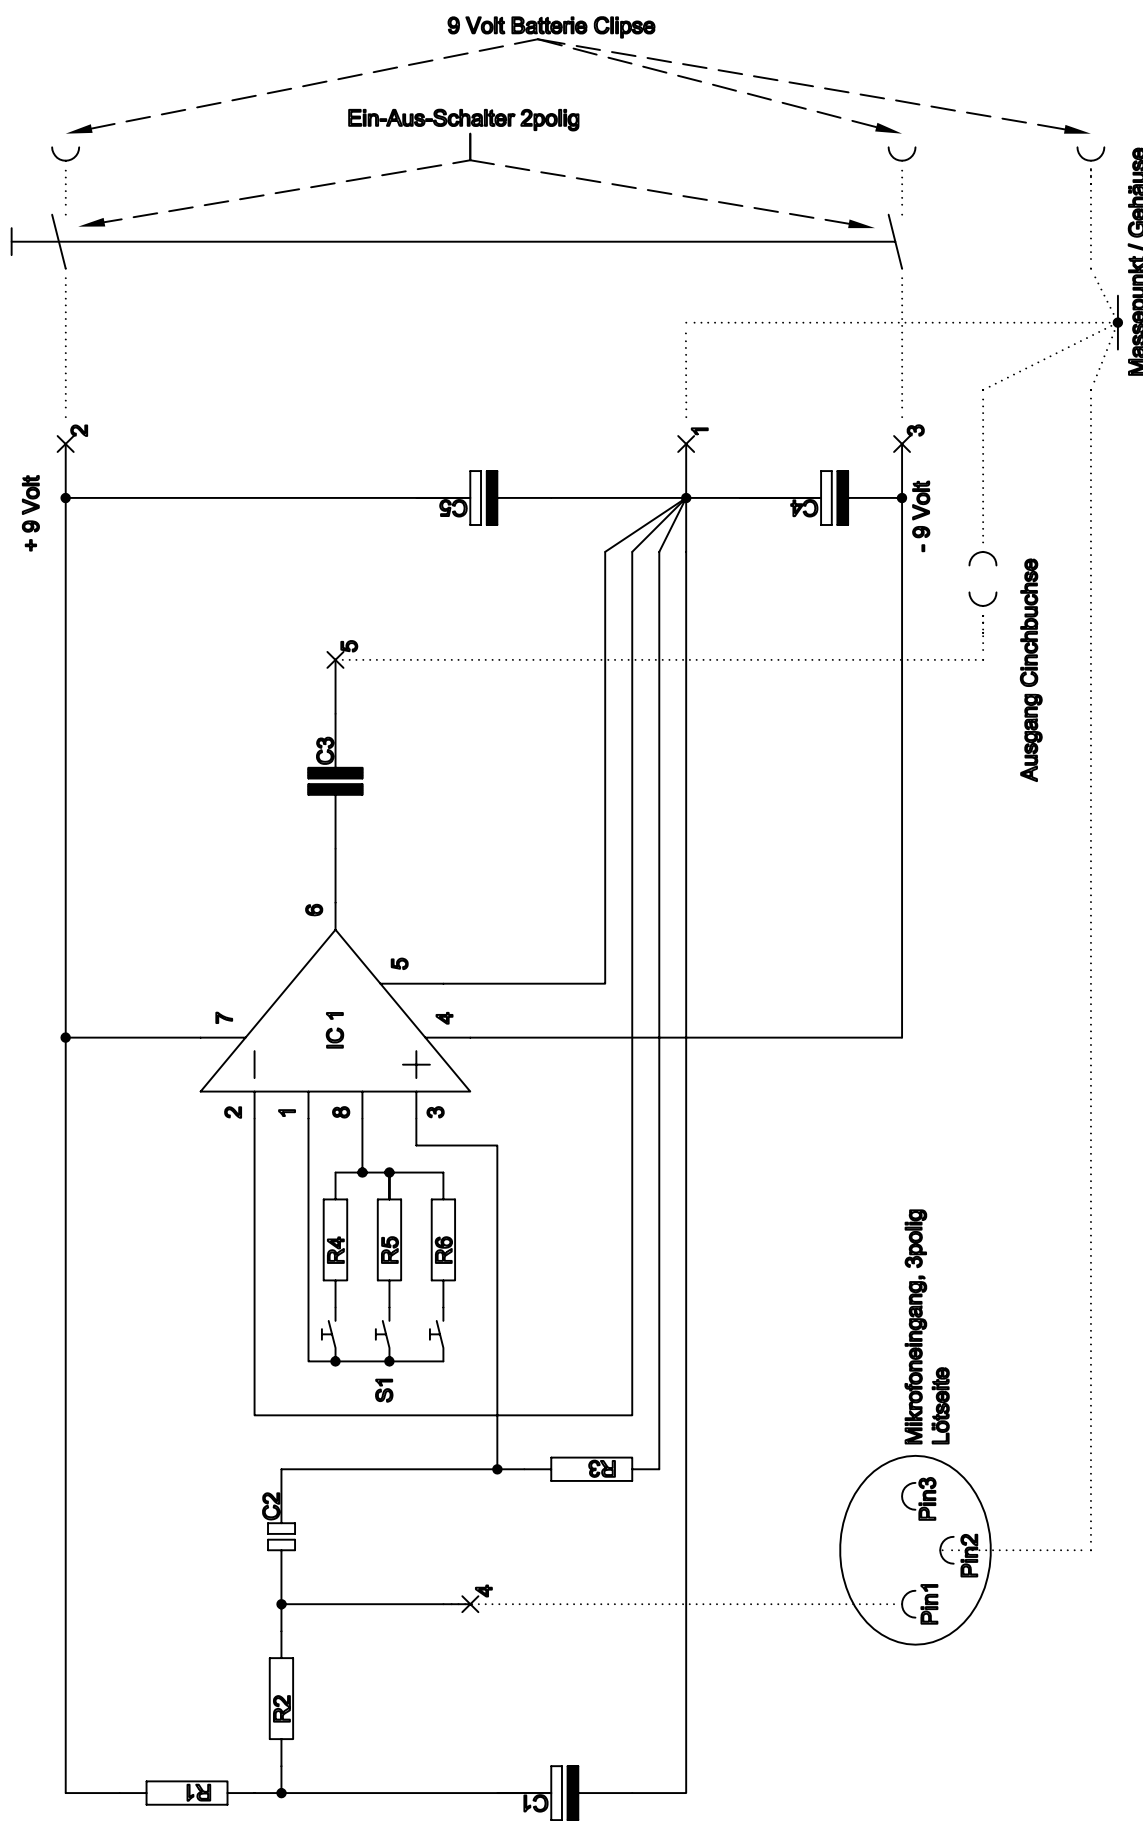 9 Volt Batterie Clipse
Ein-Aus-Schalter 2polig
Massepunkt / Gehäuse
2
1
3
+ 9 Volt
C5
C4
- 9 Volt
Ausgang Cinchbuchse
5
C3
6
5
7
IC 1
4
2
1
8
3
R4
R5
R6
S1
Mikrofoneingang, 3polig
Lötseite
R3
C2
Pin3
Pin2
Pin1
4
R2
R1
C1